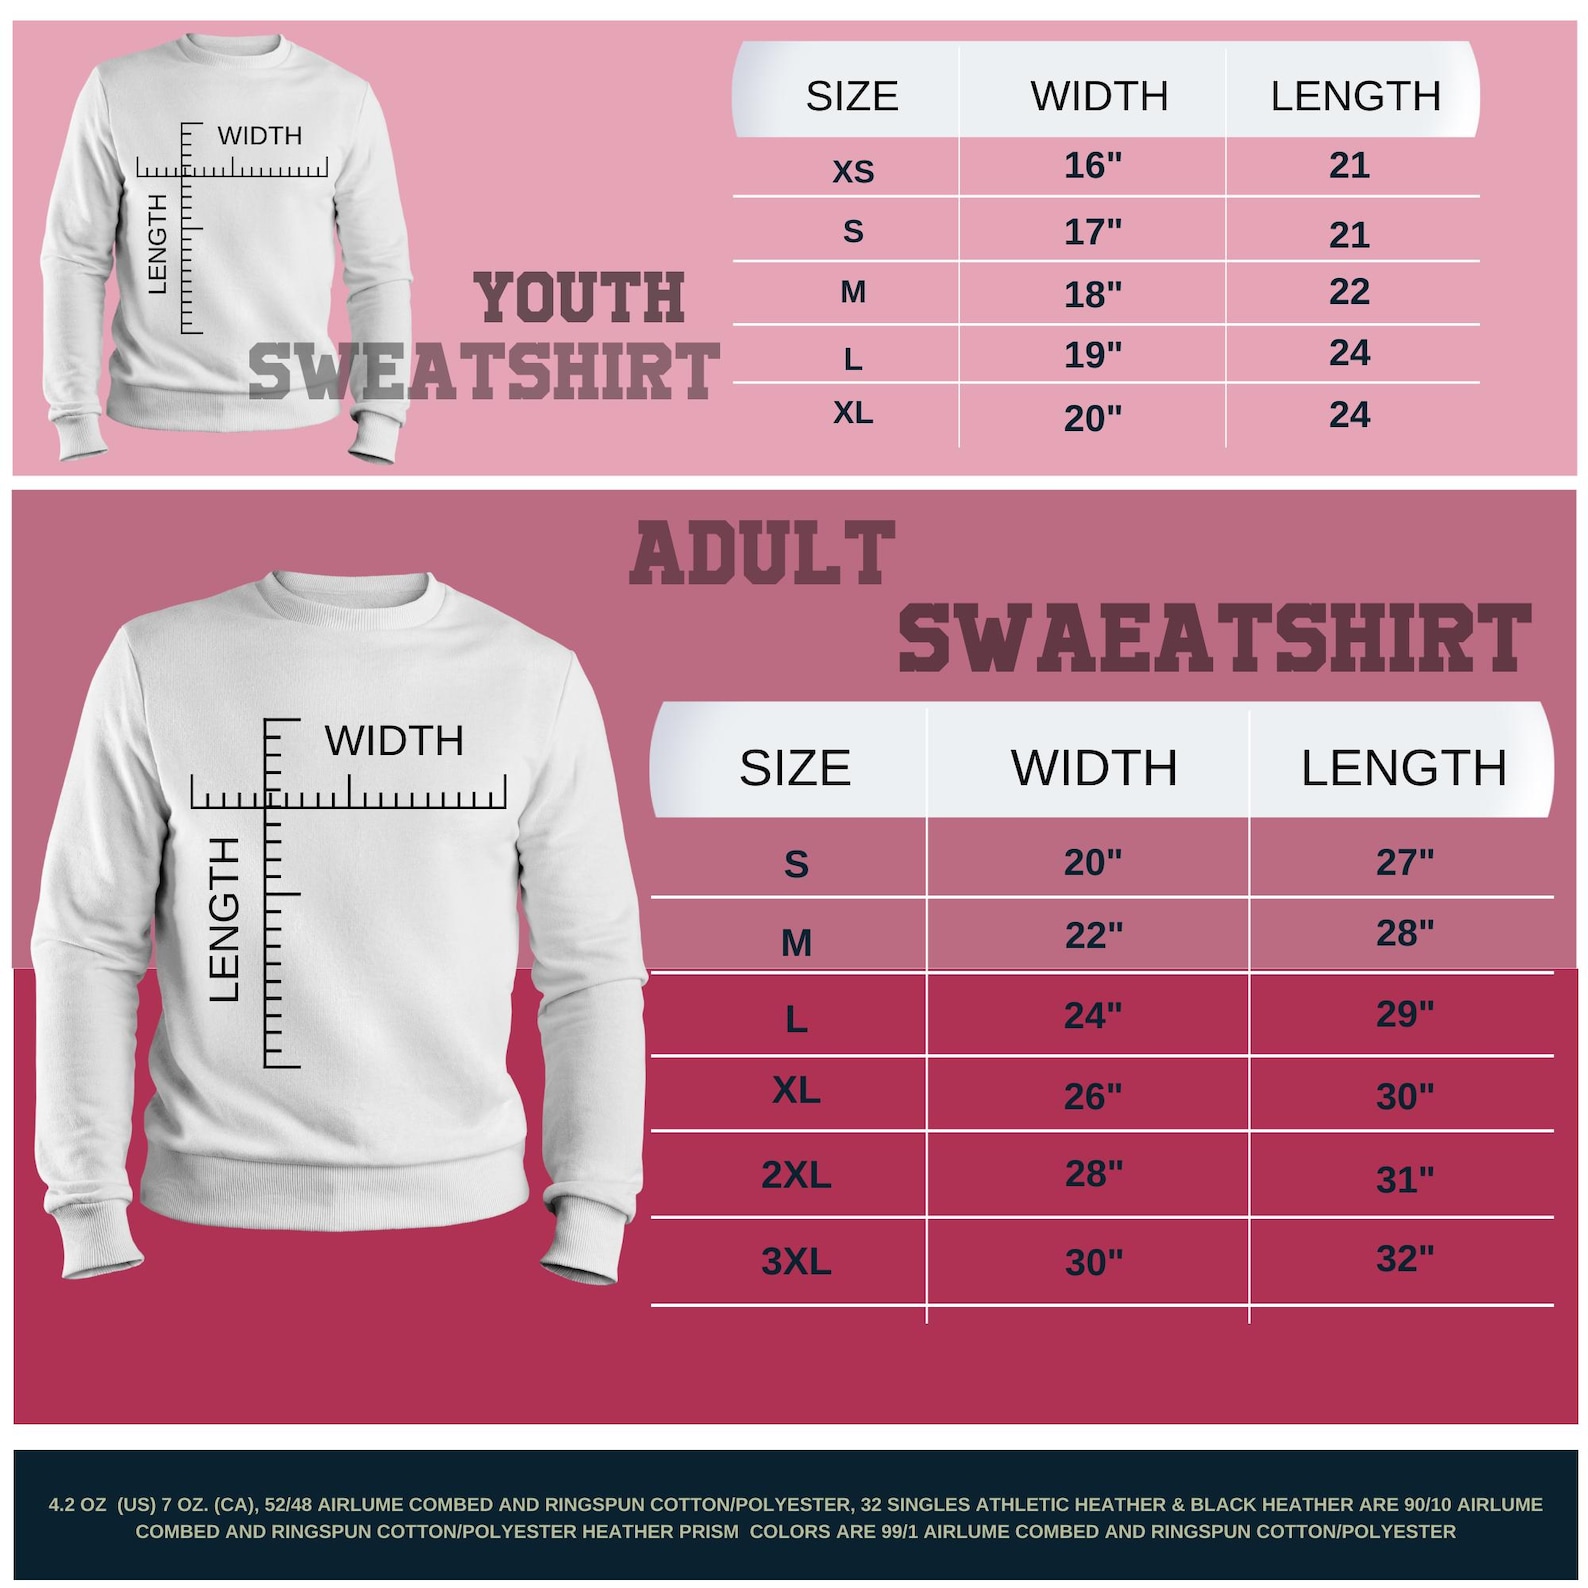 WIDTH
LENGTH
YOUTH
SWEATSHIRT
SIZE WIDTH LENGTH
XS 16" 21
S 17" 21
M 18" 22
L 19" 24
XL 20" 24
ADULT
SWAEATSHIRT
WIDTH
LENGTH
SIZE WIDTH LENGTH
S 20" 27"
M 22" 28"
L 24" 29"
XL 26" 30"
2XL 28" 31"
3XL 30" 32"
4.2 OZ (US) 7 OZ. (CA), 52/48 AIRLUME COMBED AND RINGSPUN COTTON/POLYESTER, 32 SINGLES ATHLETIC HEATHER & BLACK HEATHER ARE 90/10 AIRLUME
COMBED AND RINGSPUN COTTON/POLYESTER HEATHER PRISM COLORS ARE 99/1 AIRLUME COMBED AND RINGSPUN COTTON/POLYESTER